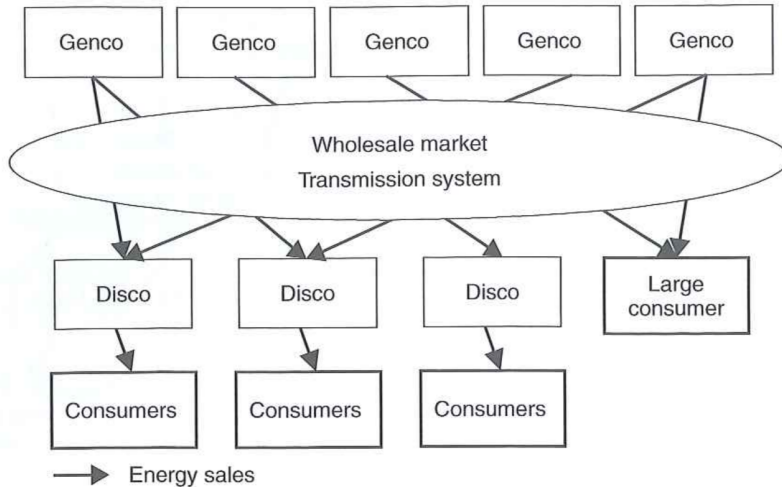 Genco
Genco
Genco
Genco
Genco
Wholesale market
Transmission system
Disco
Disco
Disco
Large
consumer
Consumers
Consumers
Consumers
Energy sales